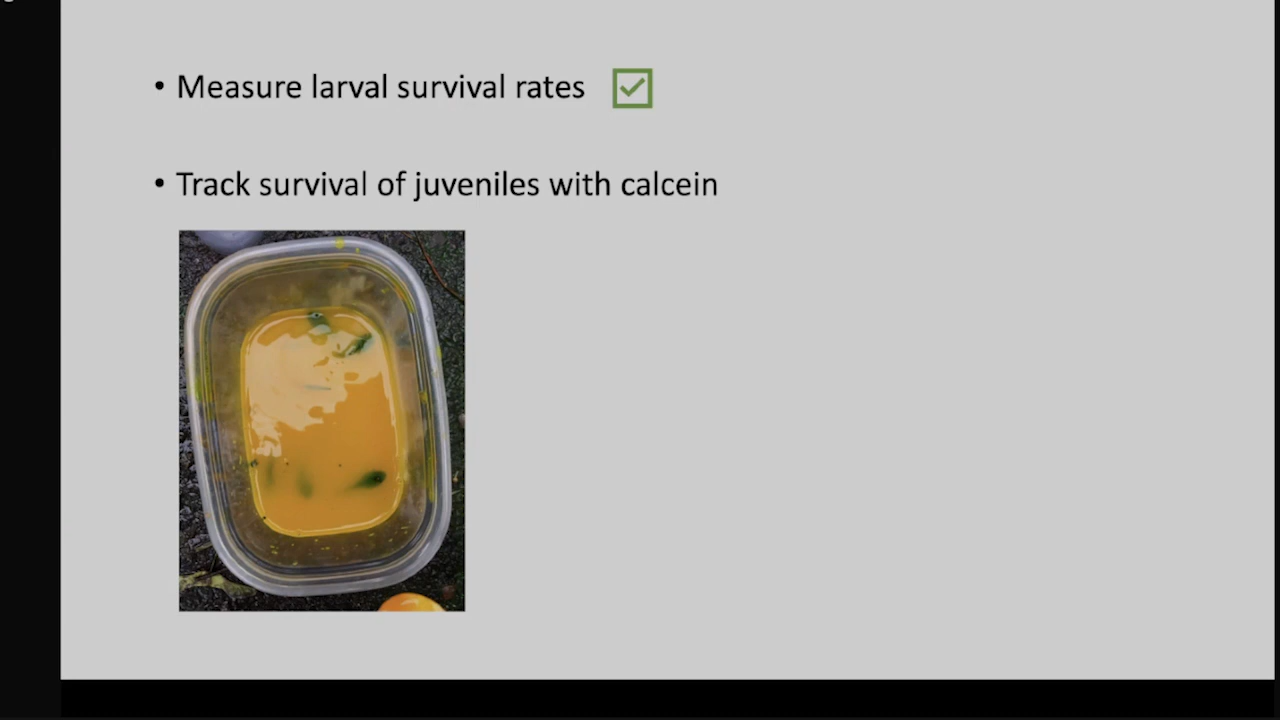 • Measure larval survival rates
• Track survival of juveniles with calcein